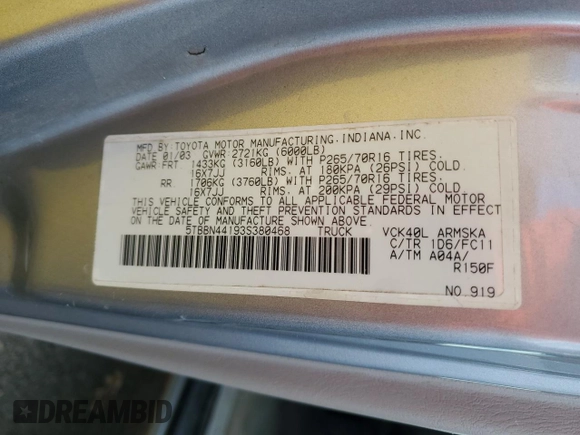 MFD. BY: TOYOTA MOTOR MANUFACTURING, INDIANA, INC.
DATE 01/03 GVWR 2721KG (6000LB)
GAWR FRT 1433KG (3160LB) WITH P265/70R16 TIRES,
16X7JJ RIMS, AT 180KPA (26PSI) COLD.
RR 1706KG (3760LB) WITH P265/70R16 TIRES,
16X7JJ RIMS, AT 200KPA (29PSI) COLD.
THIS VEHICLE CONFORMS TO ALL APPLICABLE FEDERAL MOTOR
VEHICLE SAFETY AND THEFT PREVENTION STANDARDS IN EFFECT
ON THE DATE OF MANUFACTURE SHOWN ABOVE.
5TBBN44193S380468 TRUCK VCK40L ARMSKA
C/TR 1D6/FC11
A/TM A04A/
R150F
NO. 919
DREAMBID